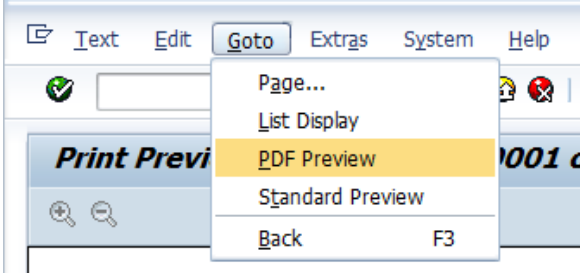 Text Edit Goto Extras System Help
Page...
List Display
Print Previ 0001
PDF Preview
Standard Preview
Back F3